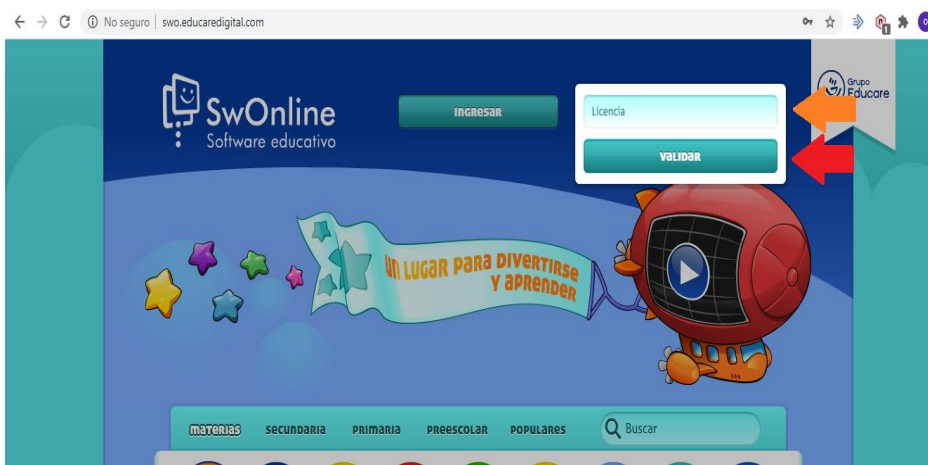 No seguro | swo.educaredigital.com
SwOnline
Software educativo
INGRESAR
Licencia
VALIDAR
Grupo
Educare
UN LUGAR PARA DIVERTIRSE
Y APRENDER
MATERIAS SECUNDARIA PRIMARIA PREESCOLAR POPULARES Buscar